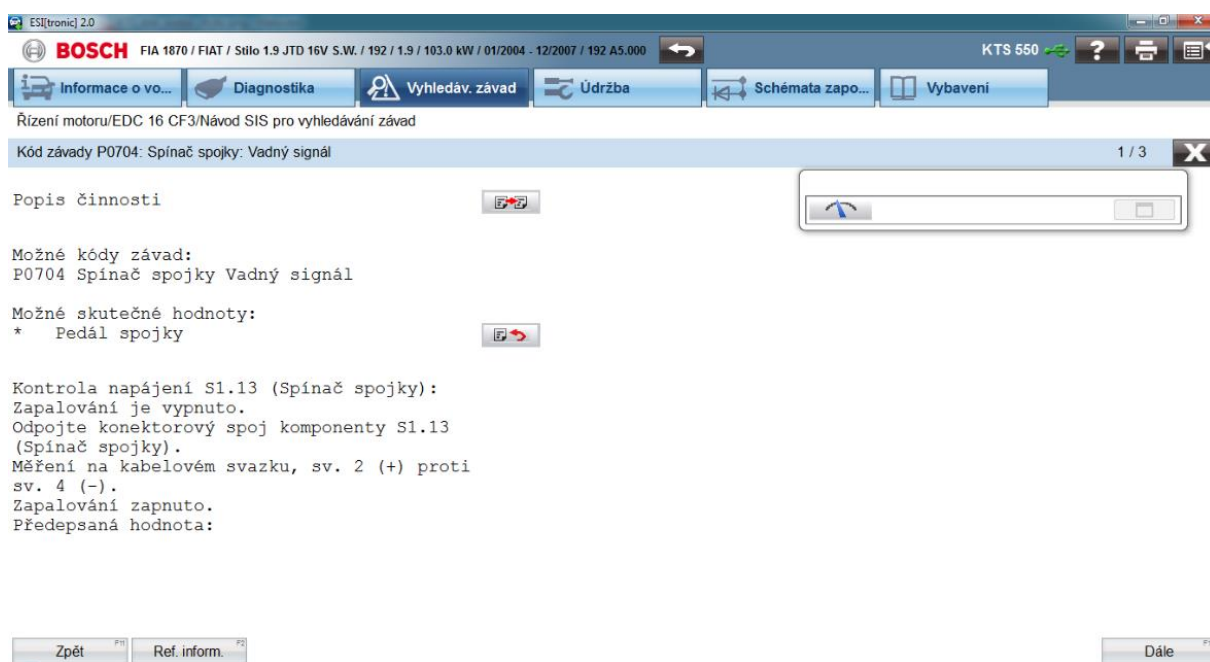 ESI[tronic] 2.0
BOSCH FIA 1870 / FIAT / Stilo 1.9 JTD 16V S.W. / 192 / 1.9 / 103.0 kW / 01/2004 - 12/2007 / 192 A5.000 KTS 550 ?
Informace o vo... Diagnostika Vyhledáv. závad Údržba Schémata zapo... Vybavení
Řízení motoru/EDC 16 CF3/Návod SIS pro vyhledávání závad
Kód závady P0704: Spínač spojky: Vadný signál 1 / 3 X
Popis činnosti
Možné kódy závad:
P0704 Spínač spojky Vadný signál
Možné skutečné hodnoty:
* Pedál spojky
Kontrola napájení S1.13 (Spínač spojky):
Zapalování je vypnuto.
Odpojte konektorový spoj komponenty S1.13
(Spínač spojky).
Měření na kabelovém svazku, sv. 2 (+) proti
sv. 4 (-).
Zapalování zapnuto.
Předepsaná hodnota:
Zpět F11 Ref. inform. F2 Dále